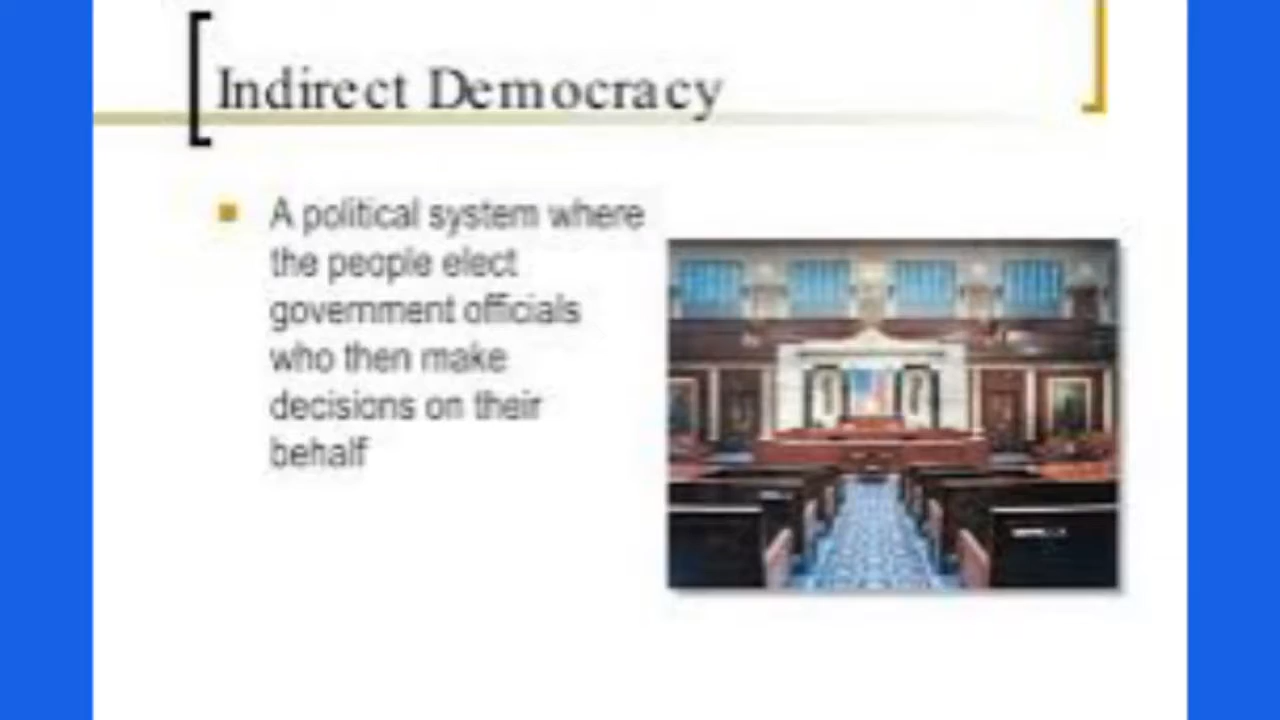 Indirect Democracy
A political system where
the people elect
government officials
who then make
decisions on their
behalf